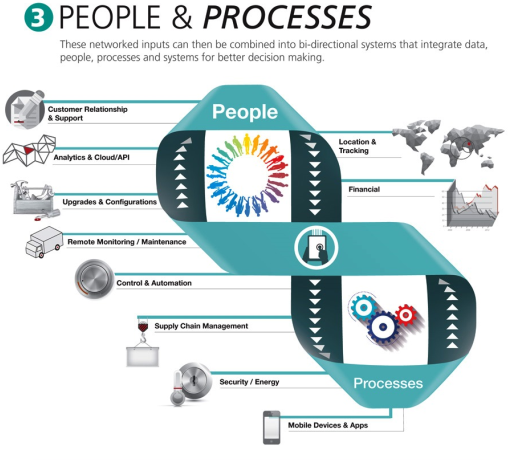 3 PEOPLE & PROCESSES
These networked inputs can then be combined into bi-directional systems that integrate data,
people, processes and systems for better decision making.
People
Customer Relationship
& Support
Location &
Tracking
Analytics & Cloud/API
Financial
Upgrades & Configurations
Remote Monitoring / Maintenance
Control & Automation
Supply Chain Management
Security / Energy
Processes
Mobile Devices & Apps